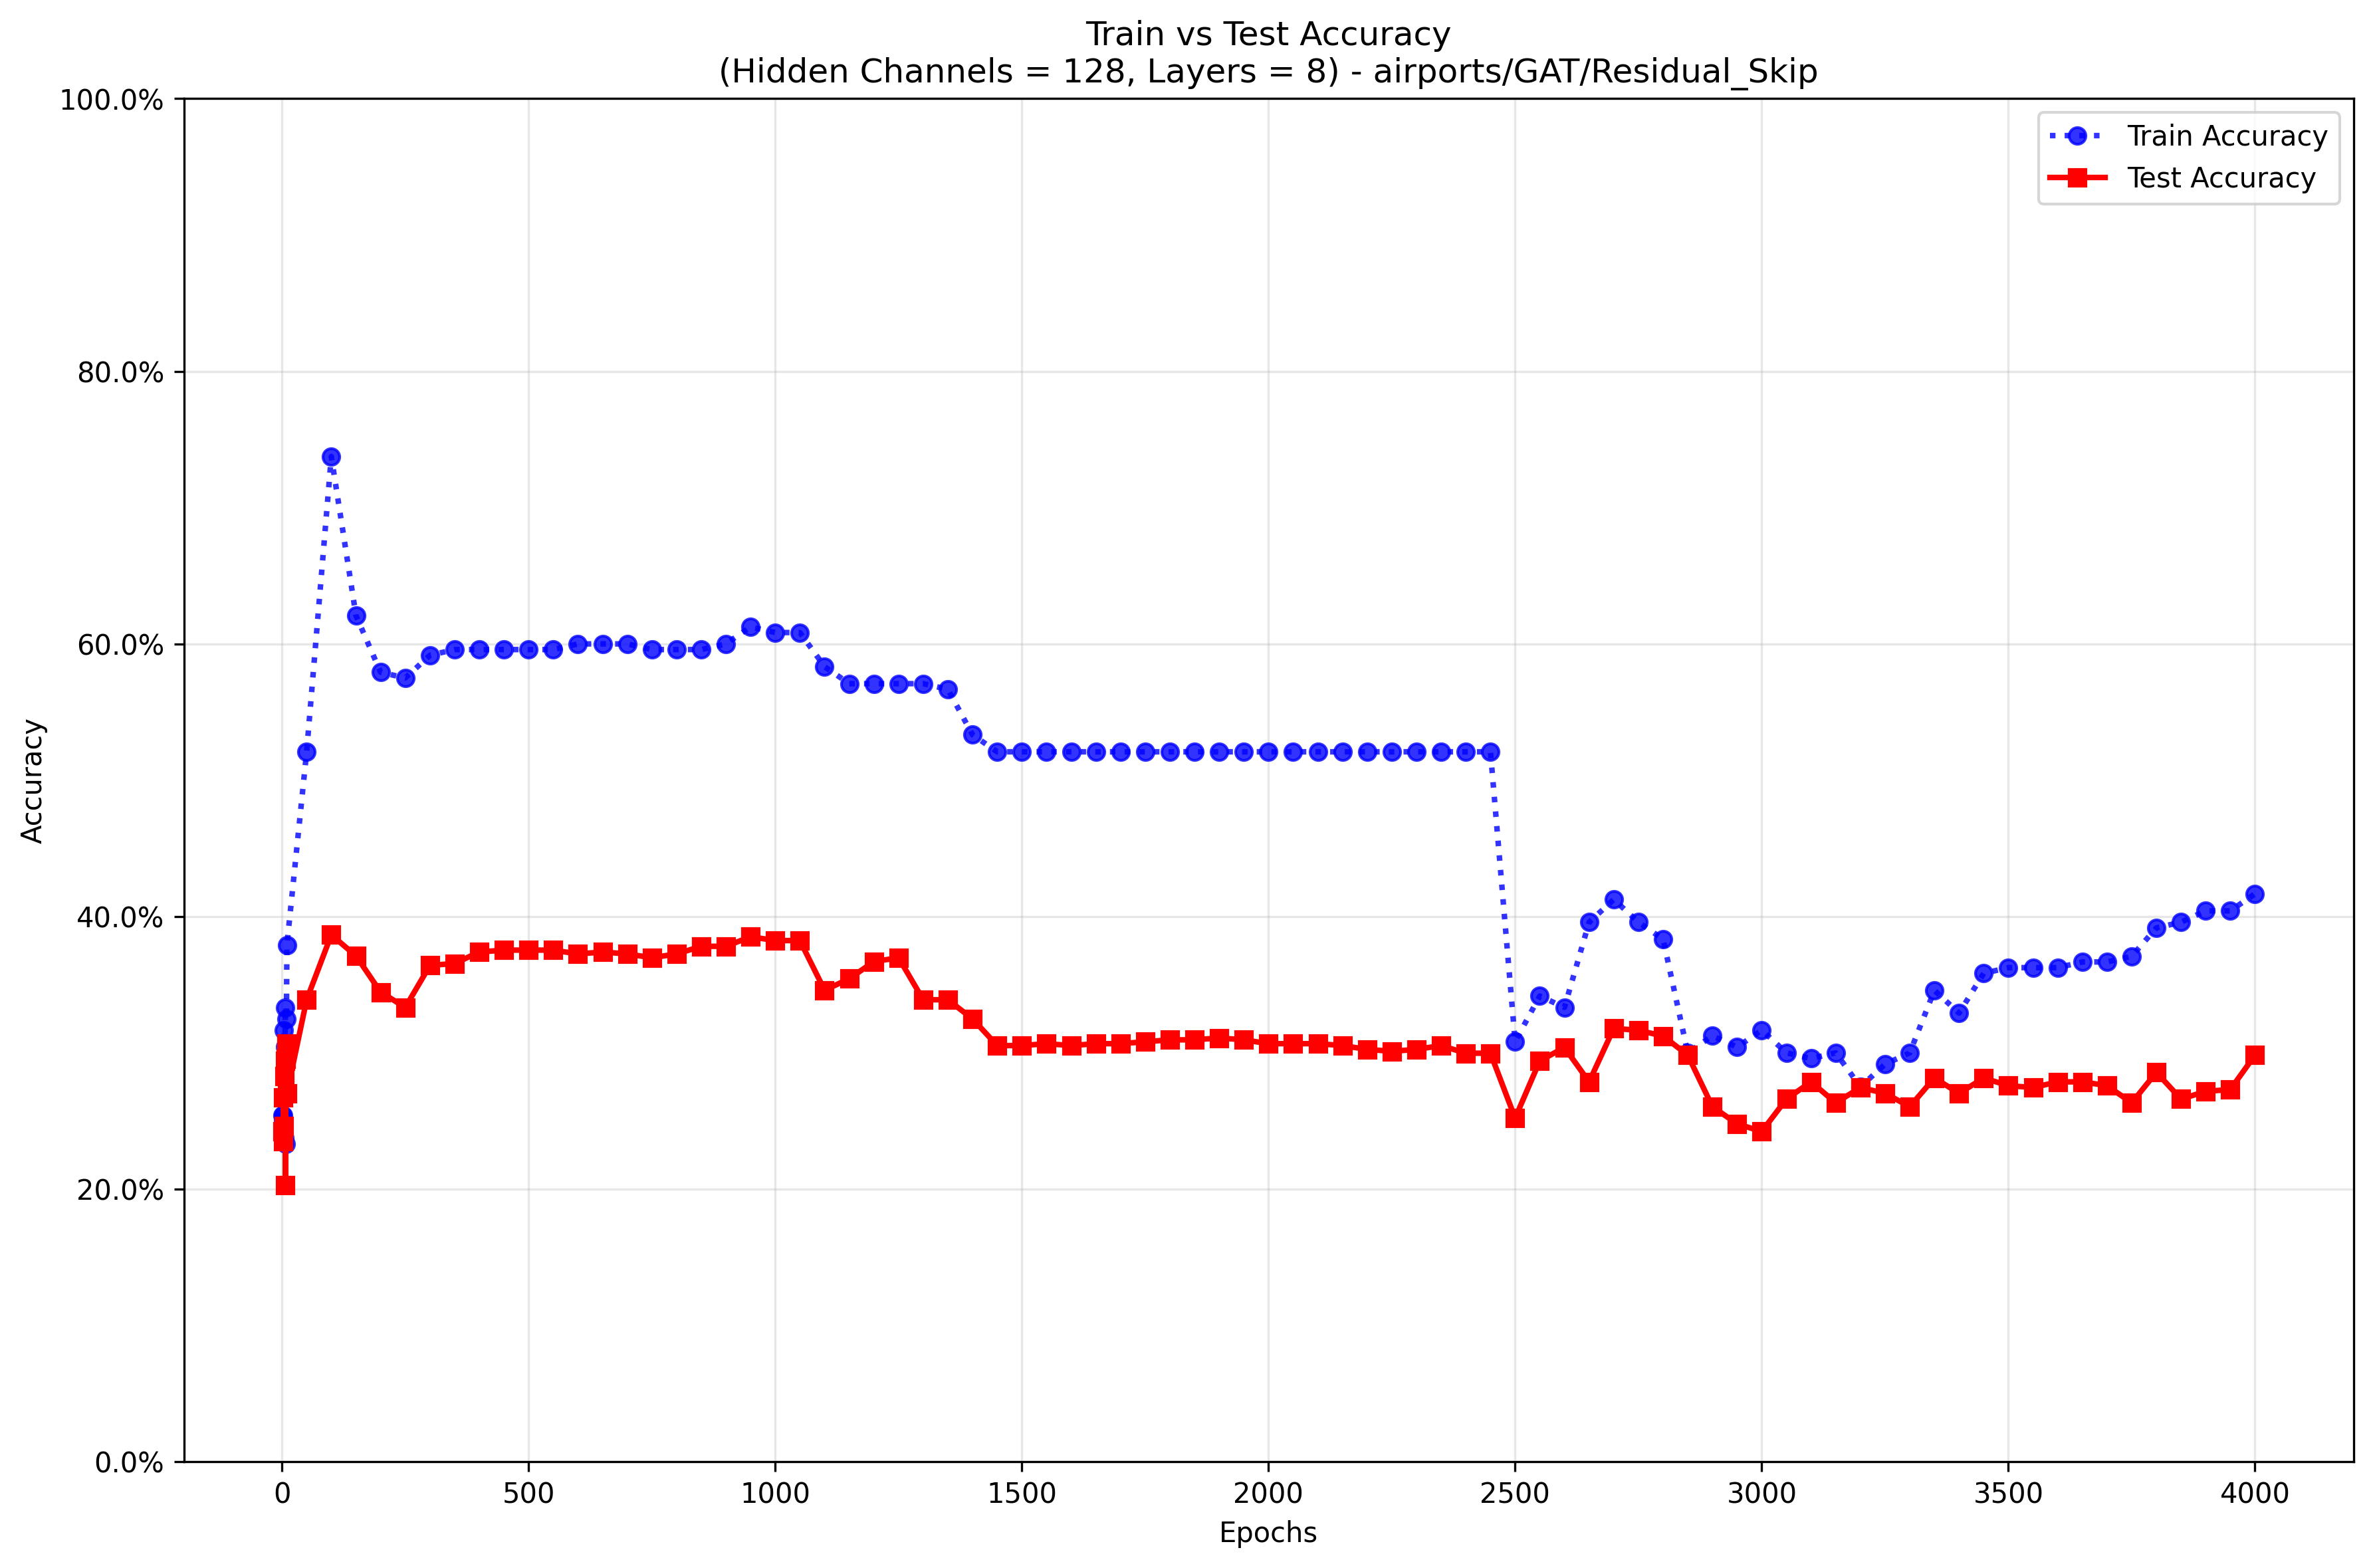 Train vs Test Accuracy
(Hidden Channels = 128, Layers = 8) - airports/GAT/Residual_Skip
100.0%
80.0%
60.0%
40.0%
20.0%
0.0%
Accuracy
Train Accuracy
Test Accuracy
0 500 1000 1500 2000 2500 3000 3500 4000
Epochs